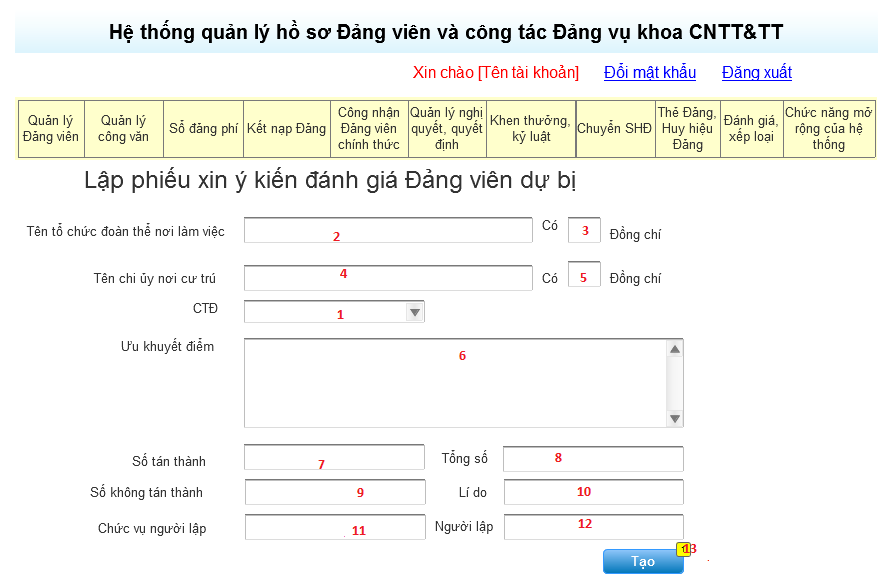 Hệ thống quản lý hồ sơ Đảng viên và công tác Đảng vụ khoa CNTT&TT
Xin chào [Tên tài khoản] Đổi mật khẩu Đăng xuất
Quản lý Đảng viên
Quản lý công văn
Sổ đảng phí
Kết nạp Đảng
Công nhận Đảng viên chính thức
Quản lý nghị quyết, quyết định
Khen thưởng, kỷ luật
Chuyển SHĐ
Thẻ Đảng, Huy hiệu Đảng
Đánh giá, xếp loại
Chức năng mở rộng của hệ thống
Lập phiếu xin ý kiến đánh giá Đảng viên dự bị
Tên tổ chức đoàn thể nơi làm việc 2 Có 3 Đồng chí
Tên chi ủy nơi cư trú 4 Có 5 Đồng chí
CTĐ 1
Ưu khuyết điểm 6
Số tán thành 7 Tổng số 8
Số không tán thành 9 Lí do 10
Chức vụ người lập 11 Người lập 12
Tạo 13